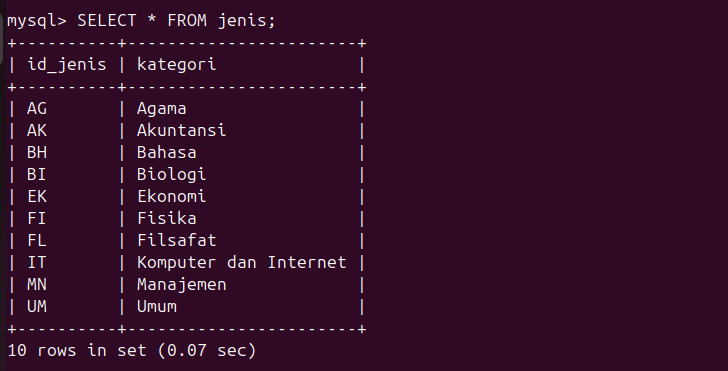 mysql> SELECT * FROM jenis;
+----------+-----------------------+
| id_jenis | kategori              |
+----------+-----------------------+
| AG       | Agama                 |
| AK       | Akuntansi             |
| BH       | Bahasa                |
| BI       | Biologi               |
| EK       | Ekonomi               |
| FI       | Fisika                |
| FL       | Filsafat              |
| IT       | Komputer dan Internet |
| MN       | Manajemen             |
| UM       | Umum                  |
+----------+-----------------------+
10 rows in set (0.07 sec)